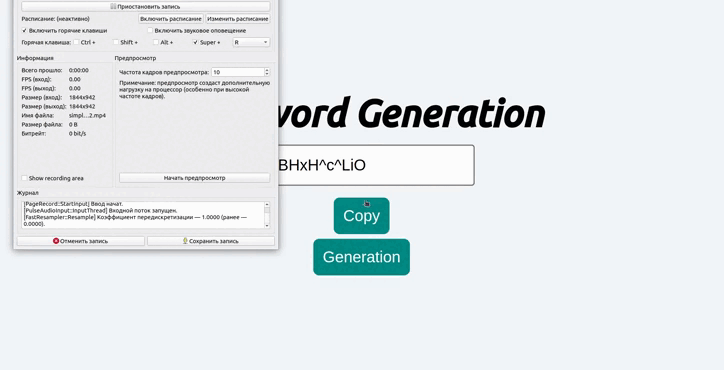 Приостановить запись
Расписание: (неактивно)
Включить расписание
Изменить расписание
Включить горячие клавиши
Включить звуковое оповещение
Горячая клавиша:
Ctrl +
Shift +
Alt +
Super +
R
Информация
Всего прошло: 0:00:00
FPS (вход): 0.00
FPS (выход): 0.00
Размер (вход): 1844x942
Размер (выход): 1844x942
Имя файла: simpl...2.mp4
Размер файла: 0 B
Битрейт: 0 bit/s
Show recording area
Предпросмотр
Частота кадров предпросмотра: 10
Примечание: предпросмотр создаст дополнительную
нагрузку на процессор (особенно при высокой
частоте кадров).
Начать предпросмотр
Журнал
[PageRecord::StartInput] Ввод начат.
[PulseAudioInput::InputThread] Входной поток запущен.
[FastResampler::Resample] Коэффициент передискретизации — 1.0000 (ранее —
0.0000).
Отменить запись
Сохранить запись
word Generation
BHxH^c^LiO
Copy
Generation